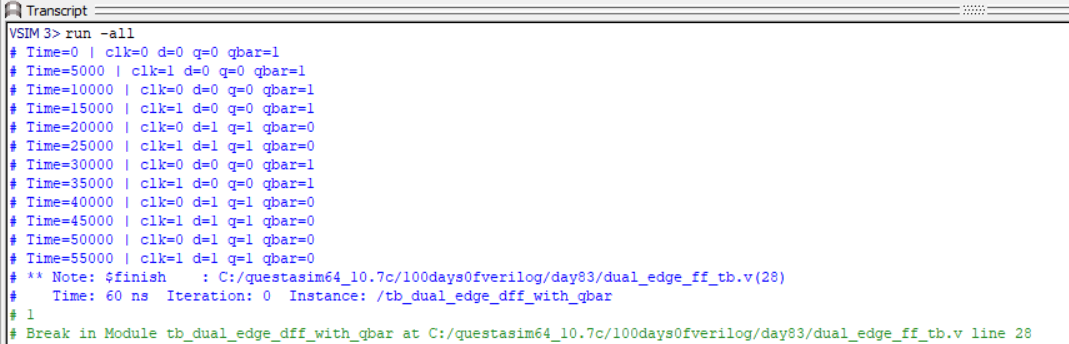 Transcript
VSIM 3> run -all
# Time=0 | clk=0 d=0 q=0 qbar=1
# Time=5000 | clk=1 d=0 q=0 qbar=1
# Time=10000 | clk=0 d=0 q=0 qbar=1
# Time=15000 | clk=1 d=0 q=0 qbar=1
# Time=20000 | clk=0 d=1 q=1 qbar=0
# Time=25000 | clk=1 d=1 q=1 qbar=0
# Time=30000 | clk=0 d=0 q=0 qbar=1
# Time=35000 | clk=1 d=0 q=0 qbar=1
# Time=40000 | clk=0 d=1 q=1 qbar=0
# Time=45000 | clk=1 d=1 q=1 qbar=0
# Time=50000 | clk=0 d=1 q=1 qbar=0
# Time=55000 | clk=1 d=1 q=1 qbar=0
# ** Note: $finish : C:/questasim64_10.7c/100days0fverilog/day83/dual_edge_ff_tb.v(28)
# Time: 60 ns Iteration: 0 Instance: /tb_dual_edge_dff_with_qbar
# 1
# Break in Module tb_dual_edge_dff_with_qbar at C:/questasim64_10.7c/100days0fverilog/day83/dual_edge_ff_tb.v line 28